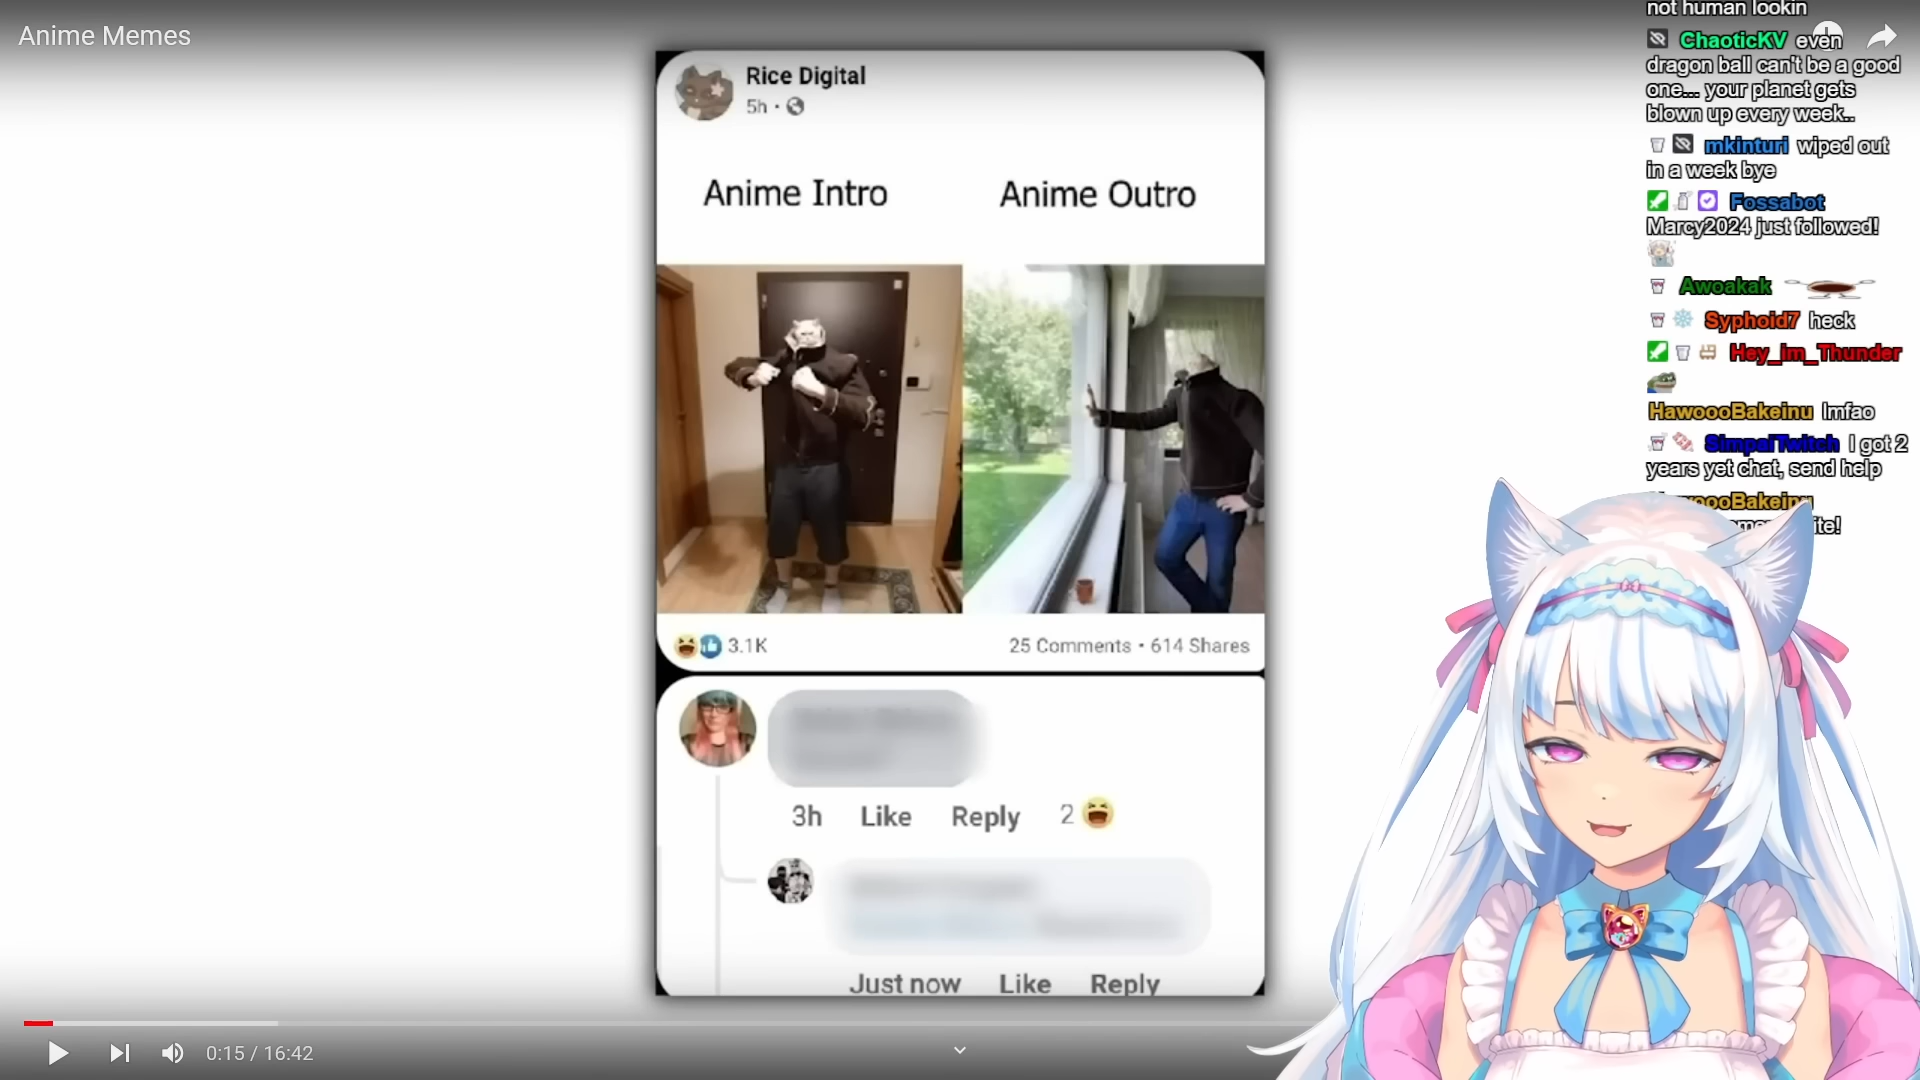 Anime Memes
Rice Digital
5h
Anime Intro
Anime Outro
3.1K
25 Comments • 614 Shares
3h Like Reply 2
Just now Like Reply
0:15 / 16:42
not human lookin
ChaoticKV even
dragon ball can't be a good
one... your planet gets
blown up every week..
mkinturi wiped out
in a week bye
Fossabot
Marcy2024 just followed!
Awoakak
Syphoid7 heck
Hey_im_Thunder
HawoooBakeinu lmfao
SimpaiTwitch I got 2
years yet chat, send help